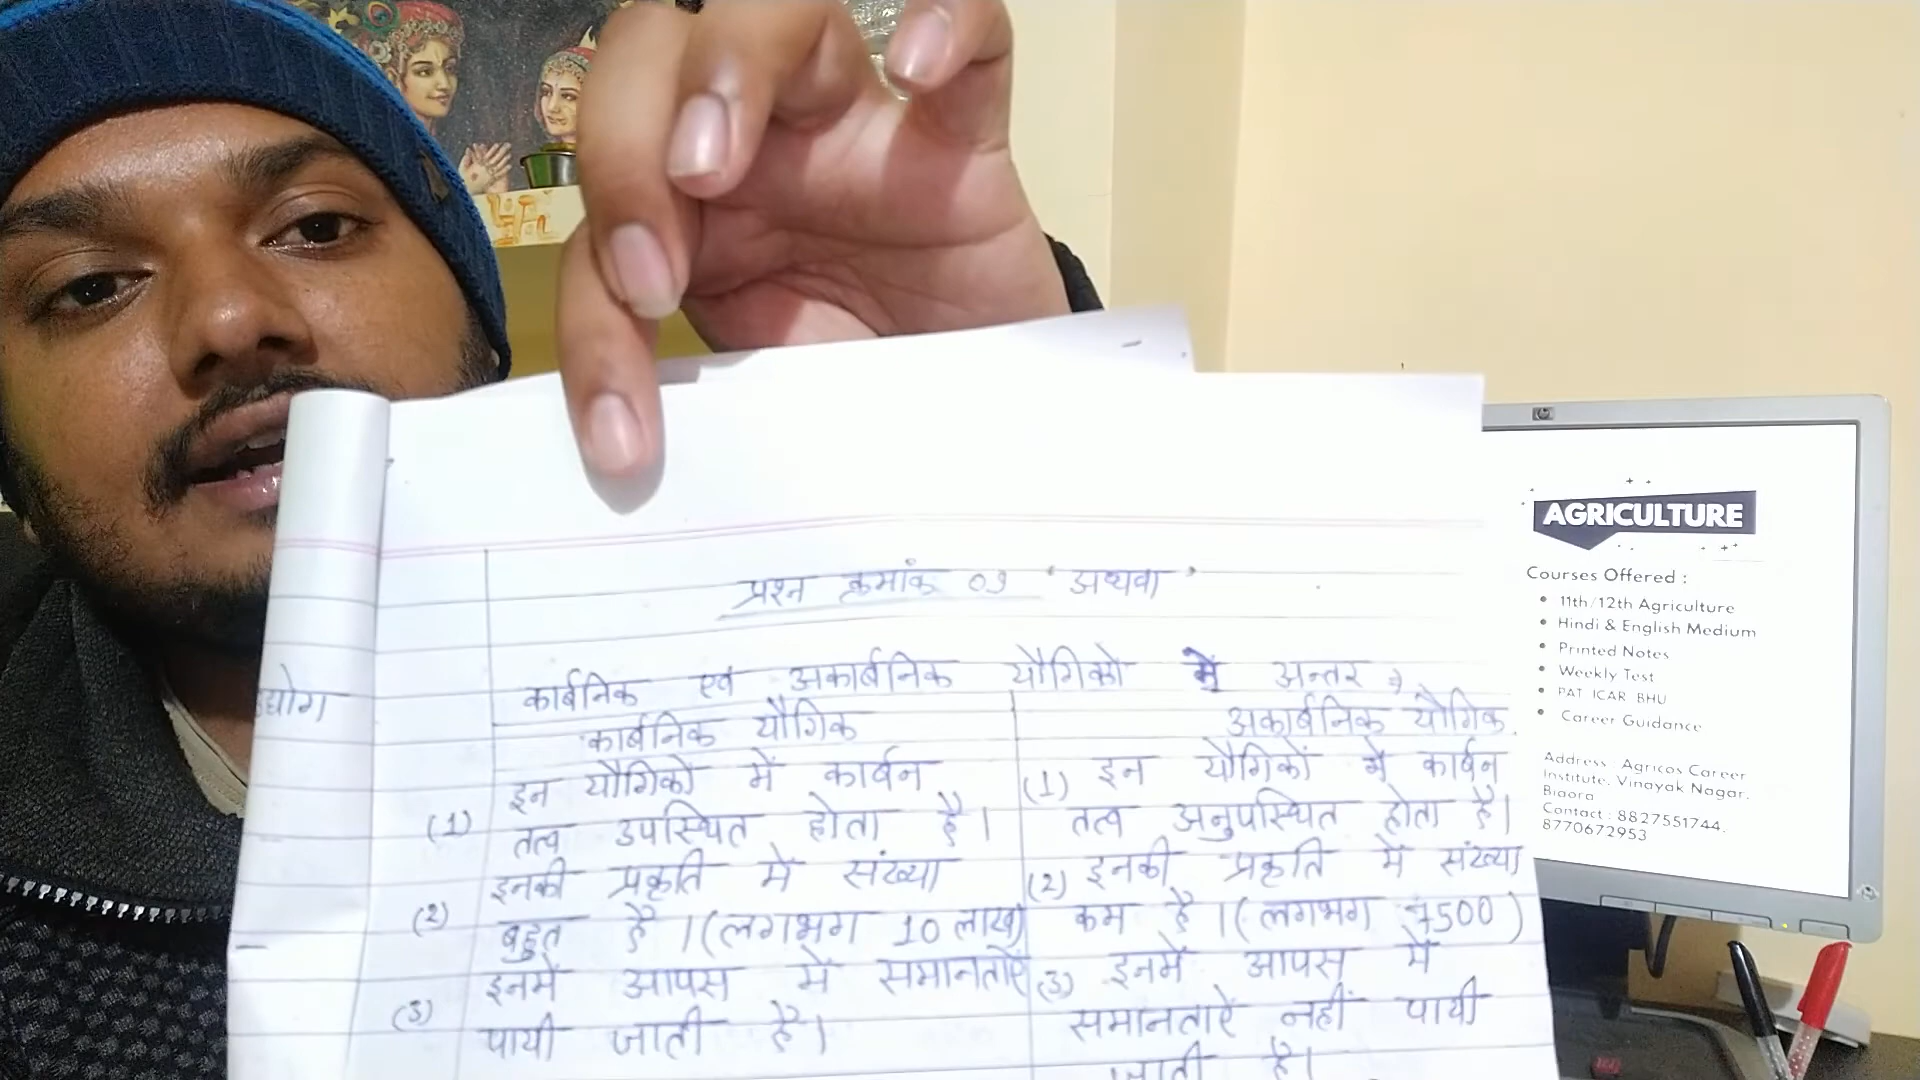 प्रश्न क्रमांक 09 "अथवा"
कार्बनिक एवं अकार्बनिक यौगिकों में अन्तर →
कार्बनिक यौगिक
(1) इन यौगिकों में कार्बन
तत्व उपस्थित होता है।
(2) इनकी प्रकृति में संख्या
बहुत है। (लगभग 10 लाख)
(3) इनमें आपस में समानताऐं
पायी जाती है।
अकार्बनिक यौगिक
(1) इन यौगिकों में कार्बन
तत्व अनुपस्थित होता है।
(2) इनकी प्रकृति में संख्या
कम है। (लगभग 7500)
(3) इनमें आपस में
समानताऐं नहीं पायी
जाती है।
AGRICULTURE
Courses Offered :
• 11th/12th Agriculture
• Hindi & English Medium
• Printed Notes
• Weekly Test
• PAT ICAR BHU
• Career Guidance
Address : Agricos Career
Institute, Vinayak Nagar,
Biaora
Contact : 8827551744,
8770672953
hp